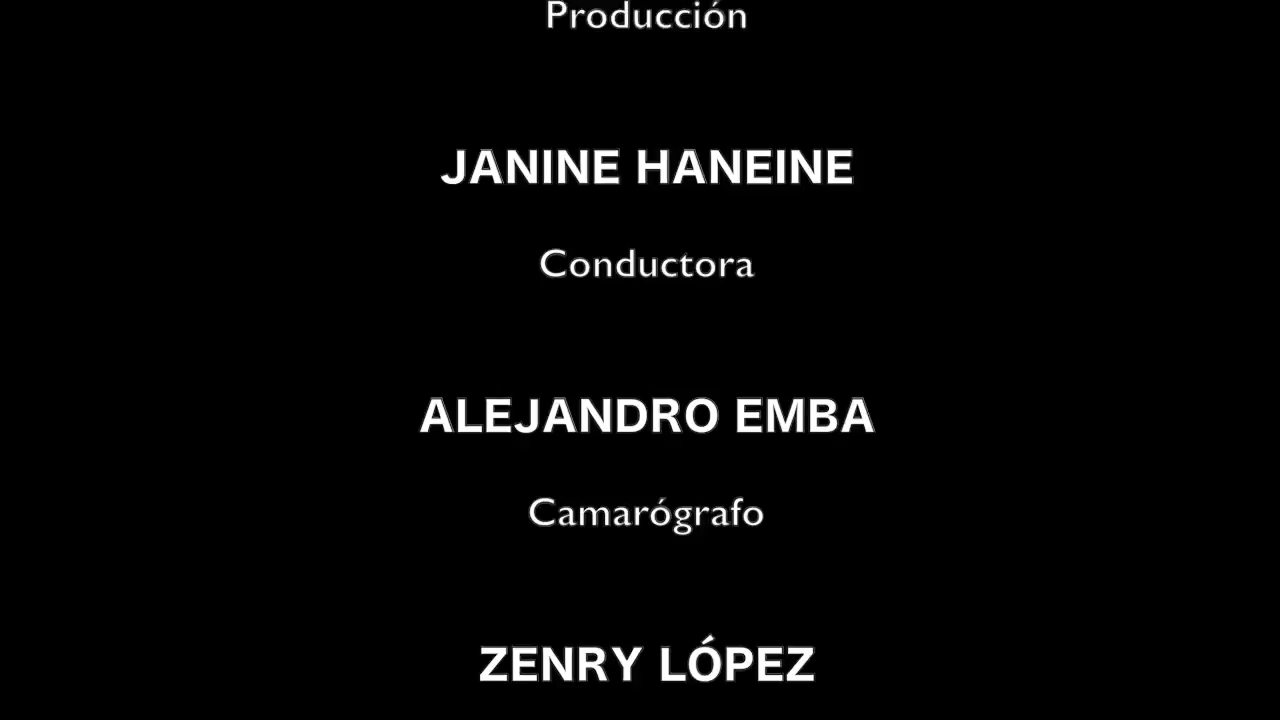 Producción
JANINE HANEINE
Conductora
ALEJANDRO EMBA
Camarógrafo
ZENRY LÓPEZ